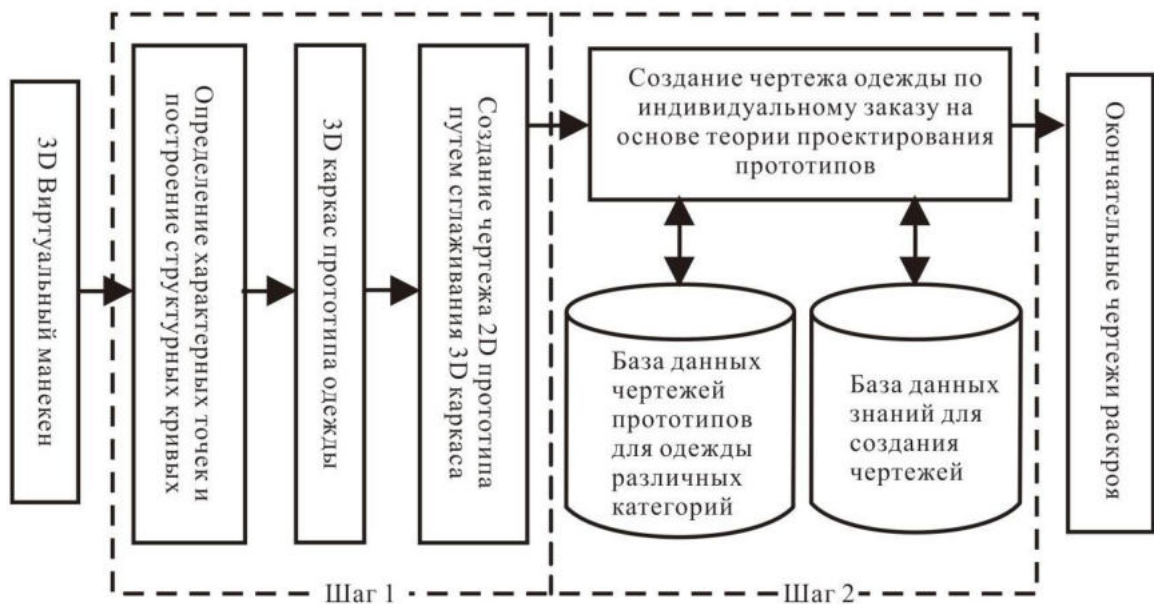 3D Виртуальный манекен
Определение характерных точек и
построение структурных кривых
3D каркас прототипа одежды
Создание чертежа 2D прототипа
путем сглаживания 3D каркаса
Шаг 1
Создание чертежа одежды по
индивидуальному заказу на
основе теории проектирования
прототипов
База данных
чертежей
прототипов
для одежды
различных
категорий
База данных
знаний для
создания
чертежей
Шаг 2
Окончательные чертежи раскроя